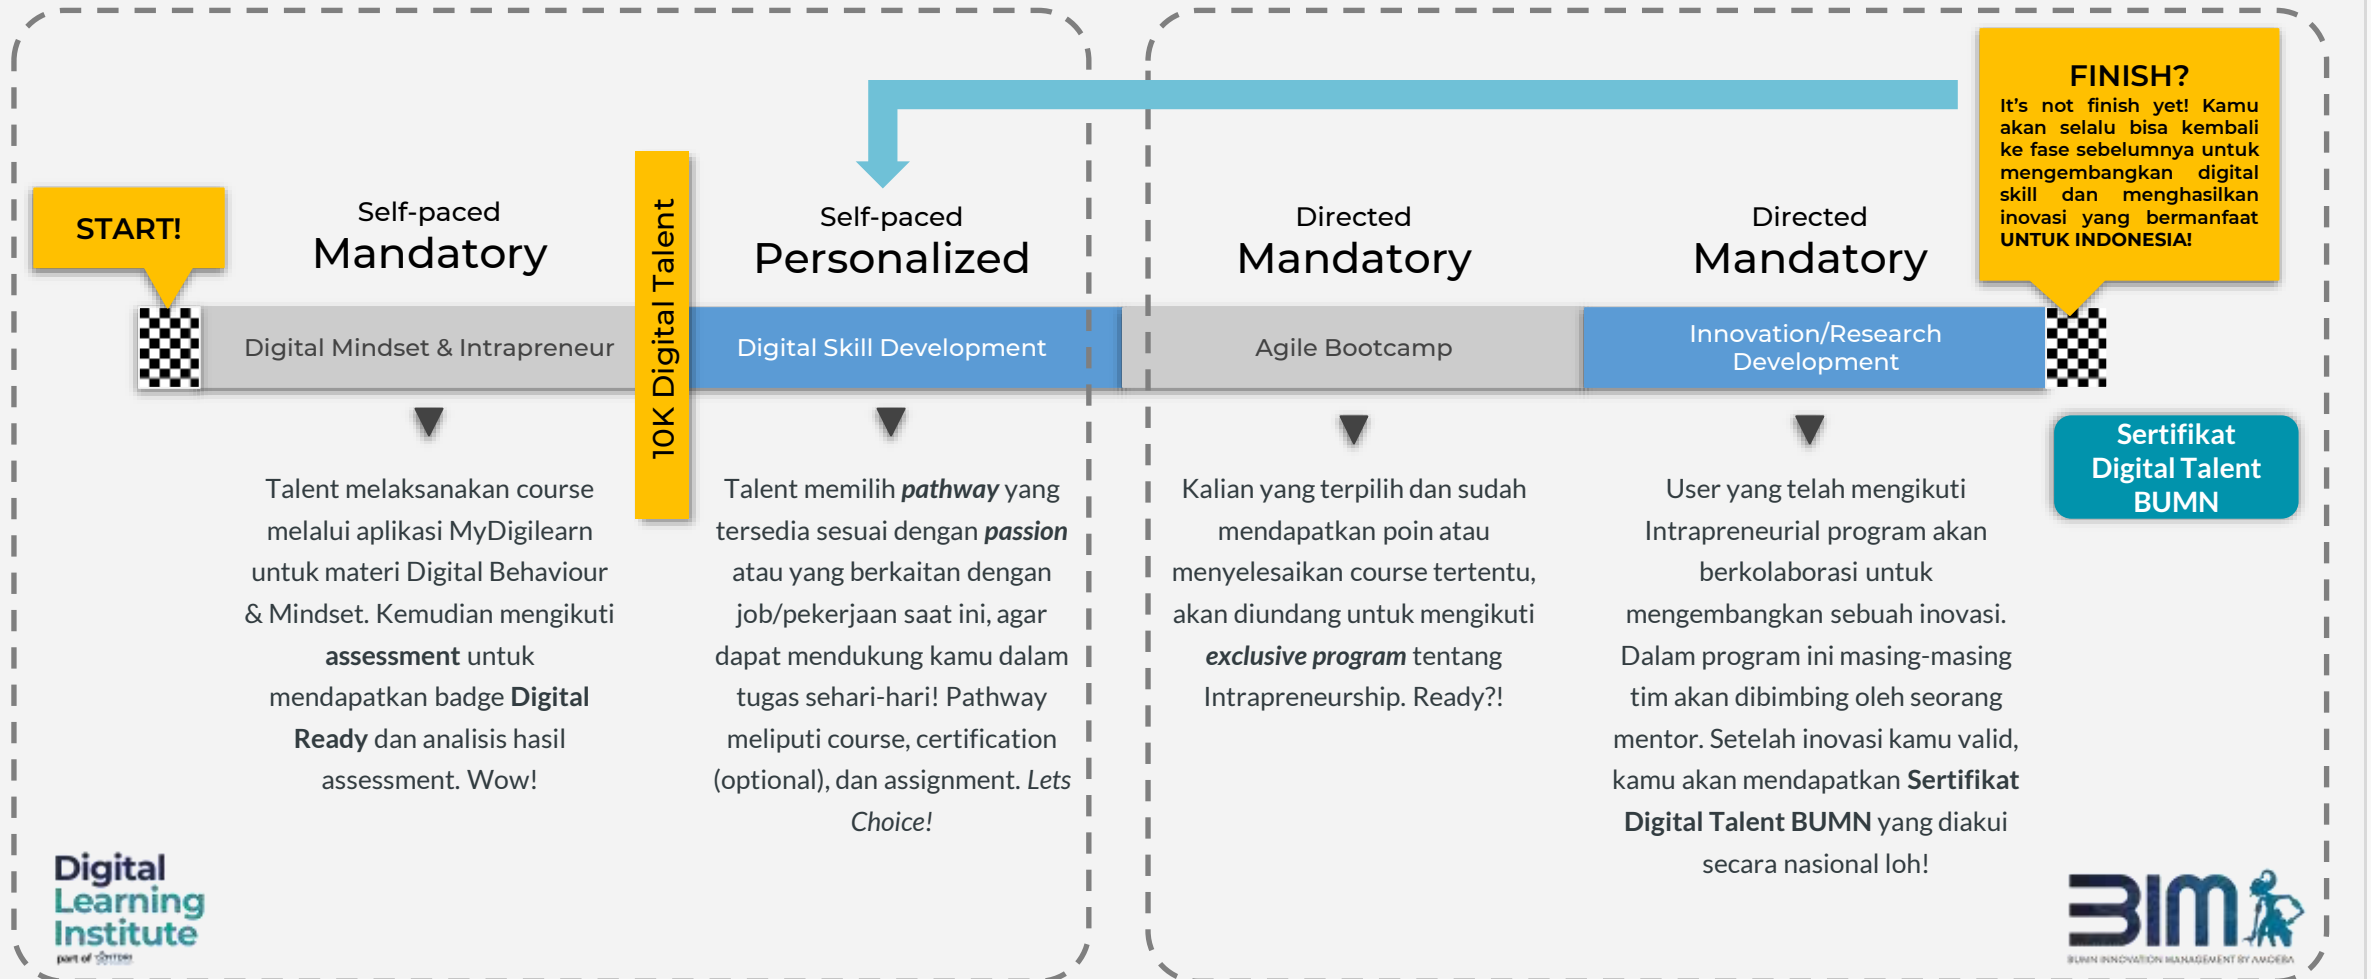 START!
Self-paced
Mandatory
Digital Mindset & Intrapreneur
Talent melaksanakan course
melalui aplikasi MyDigilearn
untuk materi Digital Behaviour
& Mindset. Kemudian mengikuti
assessment untuk
mendapatkan badge Digital
Ready dan analisis hasil
assessment. Wow!
10K Digital Talent
Self-paced
Personalized
Digital Skill Development
Talent memilih pathway yang
tersedia sesuai dengan passion
atau yang berkaitan dengan
job/pekerjaan saat ini, agar
dapat mendukung kamu dalam
tugas sehari-hari! Pathway
meliputi course, certification
(optional), dan assignment. Lets
Choice!
Directed
Mandatory
Agile Bootcamp
Kalian yang terpilih dan sudah
mendapatkan poin atau
menyelesaikan course tertentu,
akan diundang untuk mengikuti
exclusive program tentang
Intrapreneurship. Ready?!
Directed
Mandatory
Innovation/Research
Development
User yang telah mengikuti
Intrapreneurial program akan
berkolaborasi untuk
mengembangkan sebuah inovasi.
Dalam program ini masing-masing
tim akan dibimbing oleh seorang
mentor. Setelah inovasi kamu valid,
kamu akan mendapatkan Sertifikat
Digital Talent BUMN yang diakui
secara nasional loh!
FINISH?
It's not finish yet! Kamu
akan selalu bisa kembali
ke fase sebelumnya untuk
mengembangkan digital
skill dan menghasilkan
inovasi yang bermanfaat
UNTUK INDONESIA!
Sertifikat
Digital Talent
BUMN
Digital
Learning
Institute
part of
BIM
BUMN INNOVATION MANAGEMENT BY AMOEBA